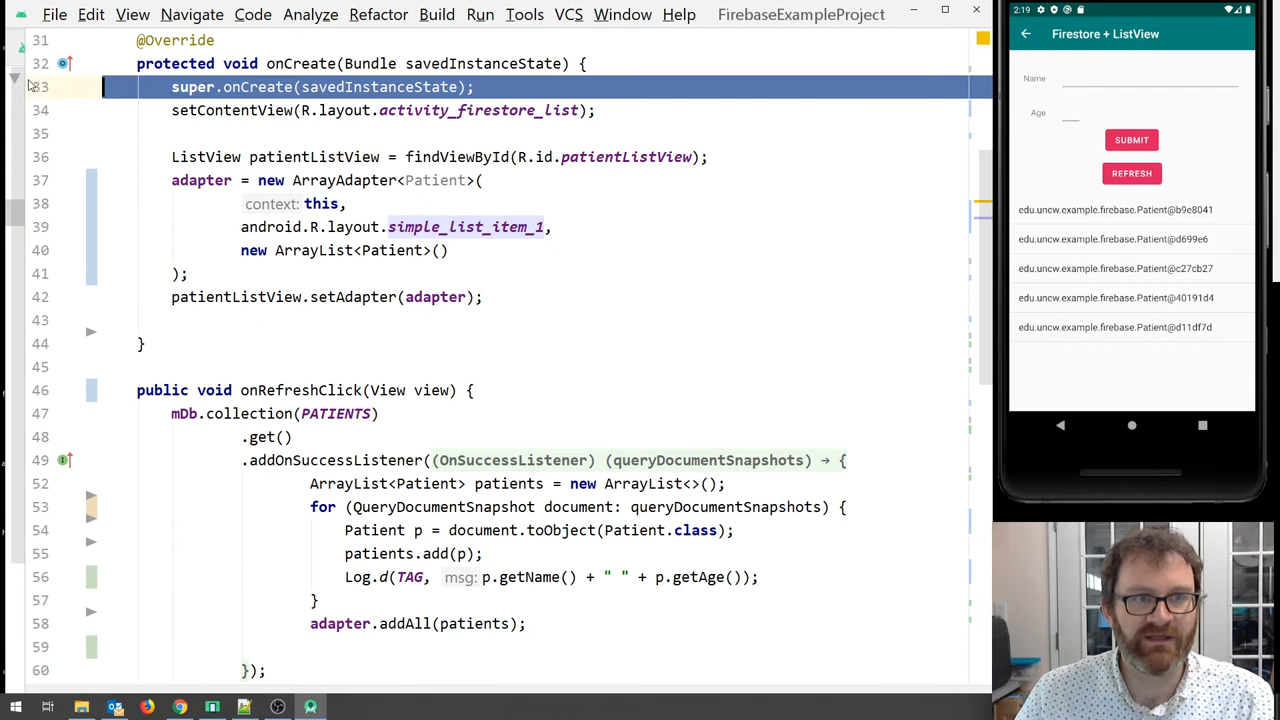 File Edit View Navigate Code Analyze Refactor Build Run Tools VCS Window Help FirebaseExampleProject
31 @Override
32 protected void onCreate(Bundle savedInstanceState) {
33 super.onCreate(savedInstanceState);
34 setContentView(R.layout.activity_firestore_list);
35
36 ListView patientListView = findViewById(R.id.patientListView);
37 adapter = new ArrayAdapter<Patient>(
38 context: this,
39 android.R.layout.simple_list_item_1,
40 new ArrayList<Patient>()
41 );
42 patientListView.setAdapter(adapter);
43
44 }
45
46 public void onRefreshClick(View view) {
47 mDb.collection(PATIENTS)
48 .get()
49 .addOnSuccessListener((OnSuccessListener) (queryDocumentSnapshots) → {
52 ArrayList<Patient> patients = new ArrayList<>();
53 for (QueryDocumentSnapshot document: queryDocumentSnapshots) {
54 Patient p = document.toObject(Patient.class);
55 patients.add(p);
56 Log.d(TAG, msg: p.getName() + " " + p.getAge());
57 }
58 adapter.addAll(patients);
59
60 });
2:19
Firestore + ListView
Name
Age
SUBMIT
REFRESH
edu.uncw.example.firebase.Patient@b9e8041
edu.uncw.example.firebase.Patient@d699e6
edu.uncw.example.firebase.Patient@c27cb27
edu.uncw.example.firebase.Patient@40191d4
edu.uncw.example.firebase.Patient@d11df7d